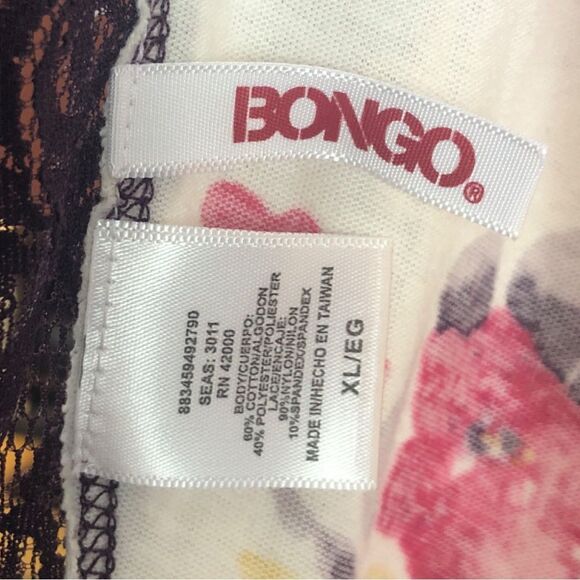 BONGO®
883459492790
SEAS: 3011
RN 42000
BODY/CUERPO:
60% COTTON/ALGODON
40% POLYESTER/POLIESTER
LACE/ENCAJE:
90%NYLON/NILON
10%SPANDEX/SPANDEX
MADE IN/HECHO EN TAIWAN
XL/EG